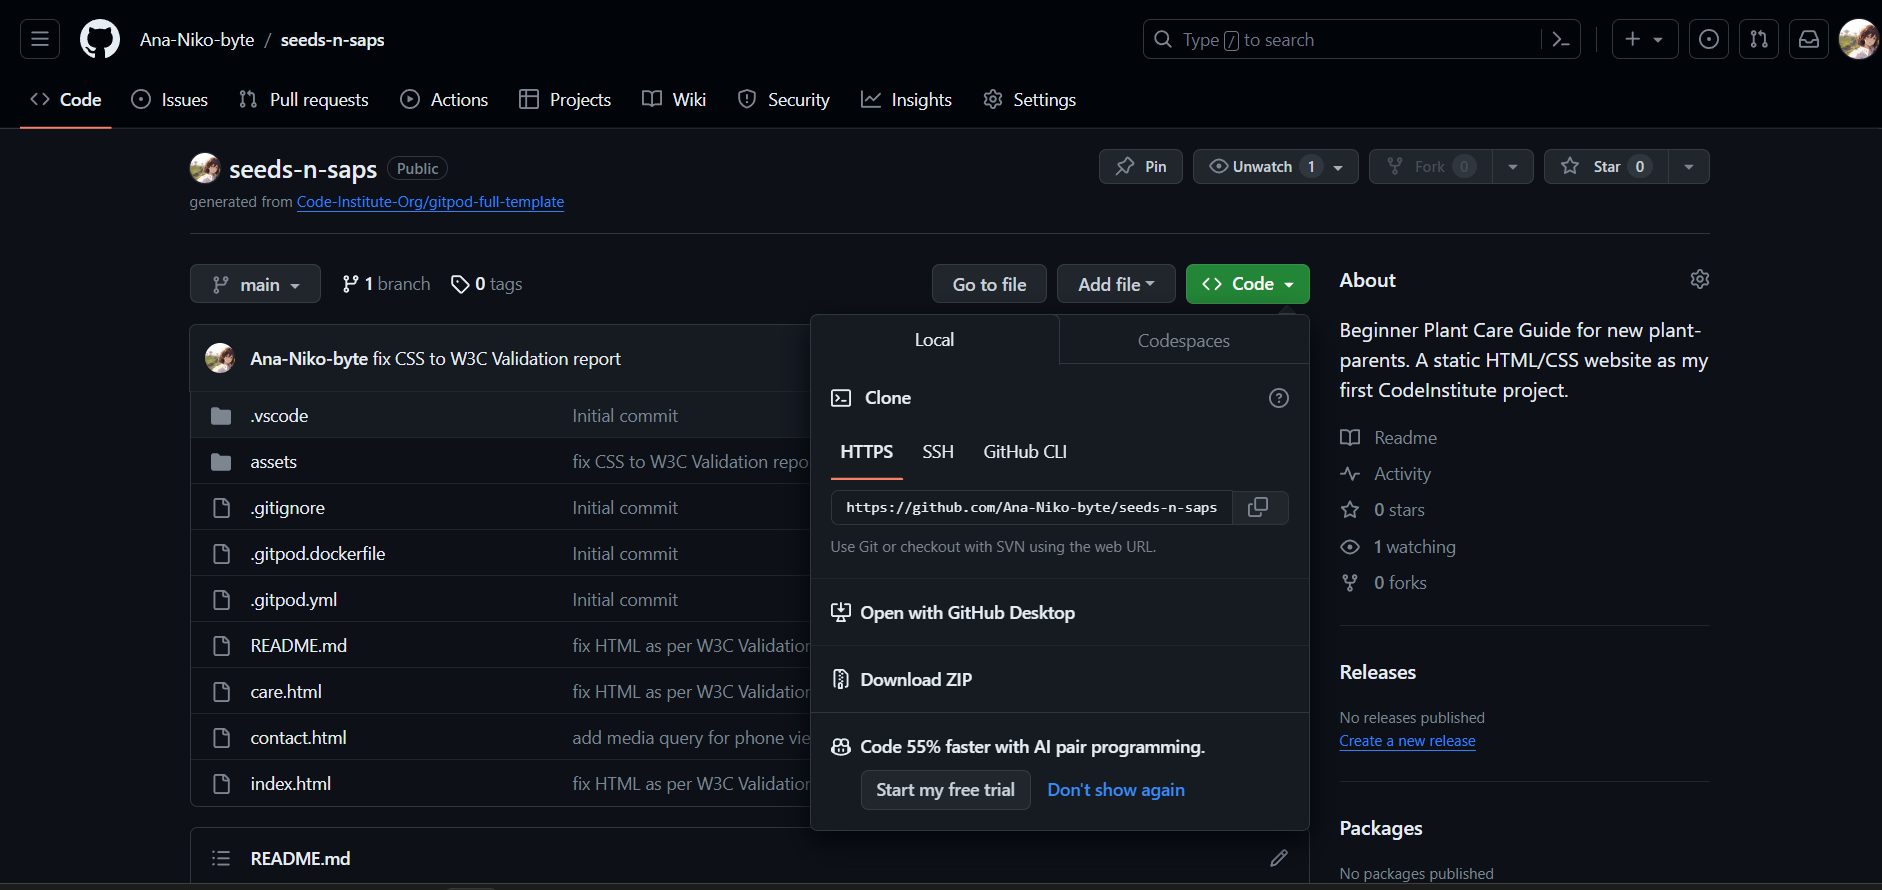 Ana-Niko-byte / seeds-n-saps
Type / to search
Code Issues Pull requests Actions Projects Wiki Security Insights Settings
seeds-n-saps Public
Pin Unwatch 1 Fork 0 Star 0
generated from Code-Institute-Org/gitpod-full-template
main 1 branch 0 tags
Go to file Add file Code
Ana-Niko-byte fix CSS to W3C Validation report
.vscode Initial commit
assets fix CSS to W3C Validation repo
.gitignore Initial commit
.gitpod.dockerfile Initial commit
.gitpod.yml Initial commit
README.md fix HTML as per W3C Validation
care.html fix HTML as per W3C Validation
contact.html add media query for phone vie
index.html fix HTML as per W3C Validation
README.md
Local Codespaces
Clone
HTTPS SSH GitHub CLI
https://github.com/Ana-Niko-byte/seeds-n-saps
Use Git or checkout with SVN using the web URL.
Open with GitHub Desktop
Download ZIP
Code 55% faster with AI pair programming.
Start my free trial Don't show again
About
Beginner Plant Care Guide for new plant-
parents. A static HTML/CSS website as my
first CodeInstitute project.
Readme
Activity
0 stars
1 watching
0 forks
Releases
No releases published
Create a new release
Packages
No packages published